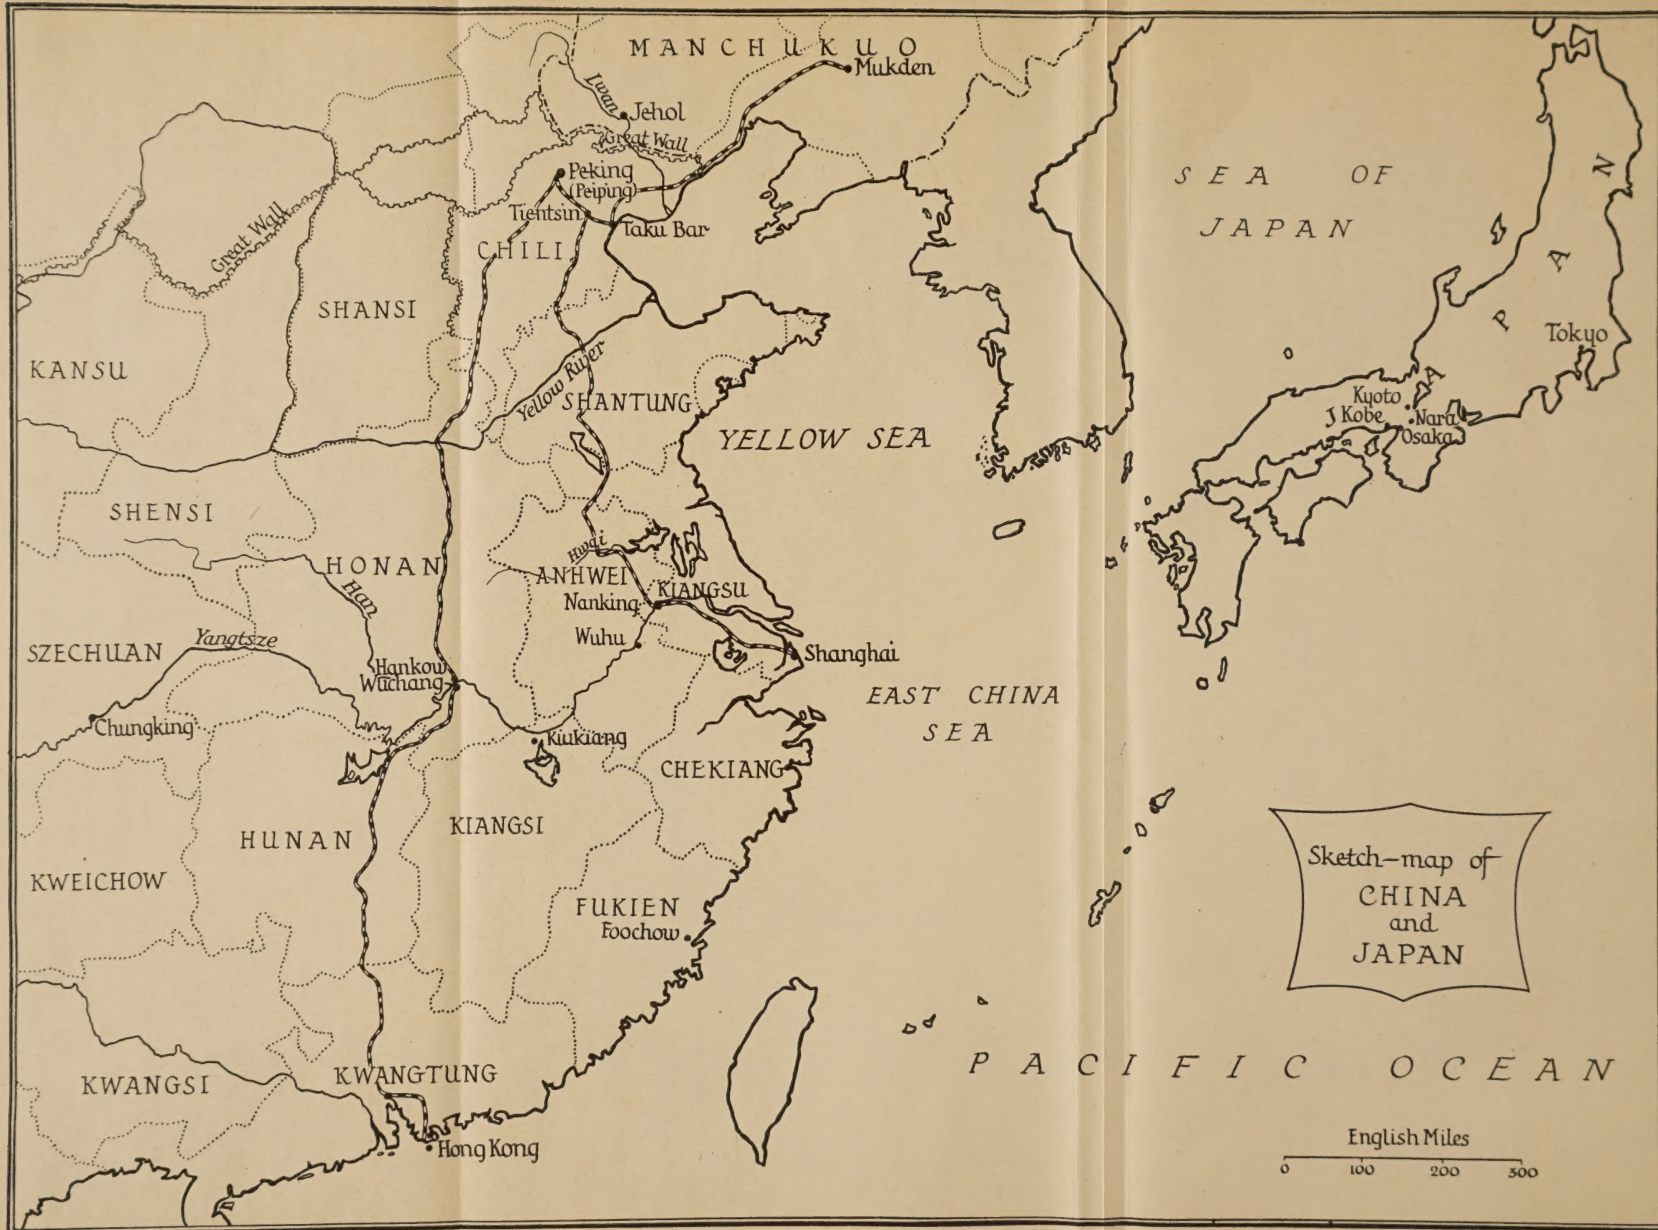 MANCHUKUO
Mukden
Lwan
Jehol
Great Wall
Peking
(Peiping)
Tientsin
Taku Bar
CHILI
Great Wall
SHANSI
KANSU
Yellow River
SHANTUNG
YELLOW SEA
SEA OF
JAPAN
JAPAN
Tokyo
Kyoto
Kobe
Nara
Osaka
SHENSI
HONAN
Han
Hwai
ANHWEI
KIANGSU
Nanking
Wuhu
Shanghai
SZECHUAN
Yangtsze
Hankow
Wuchang
Chungking
Kiukiang
EAST CHINA
SEA
CHEKIANG
HUNAN
KIANGSI
KWEICHOW
FUKIEN
Foochow
KWANGSI
KWANGTUNG
Hong Kong
PACIFIC OCEAN
Sketch-map of
CHINA
and
JAPAN
English Miles
0 100 200 300